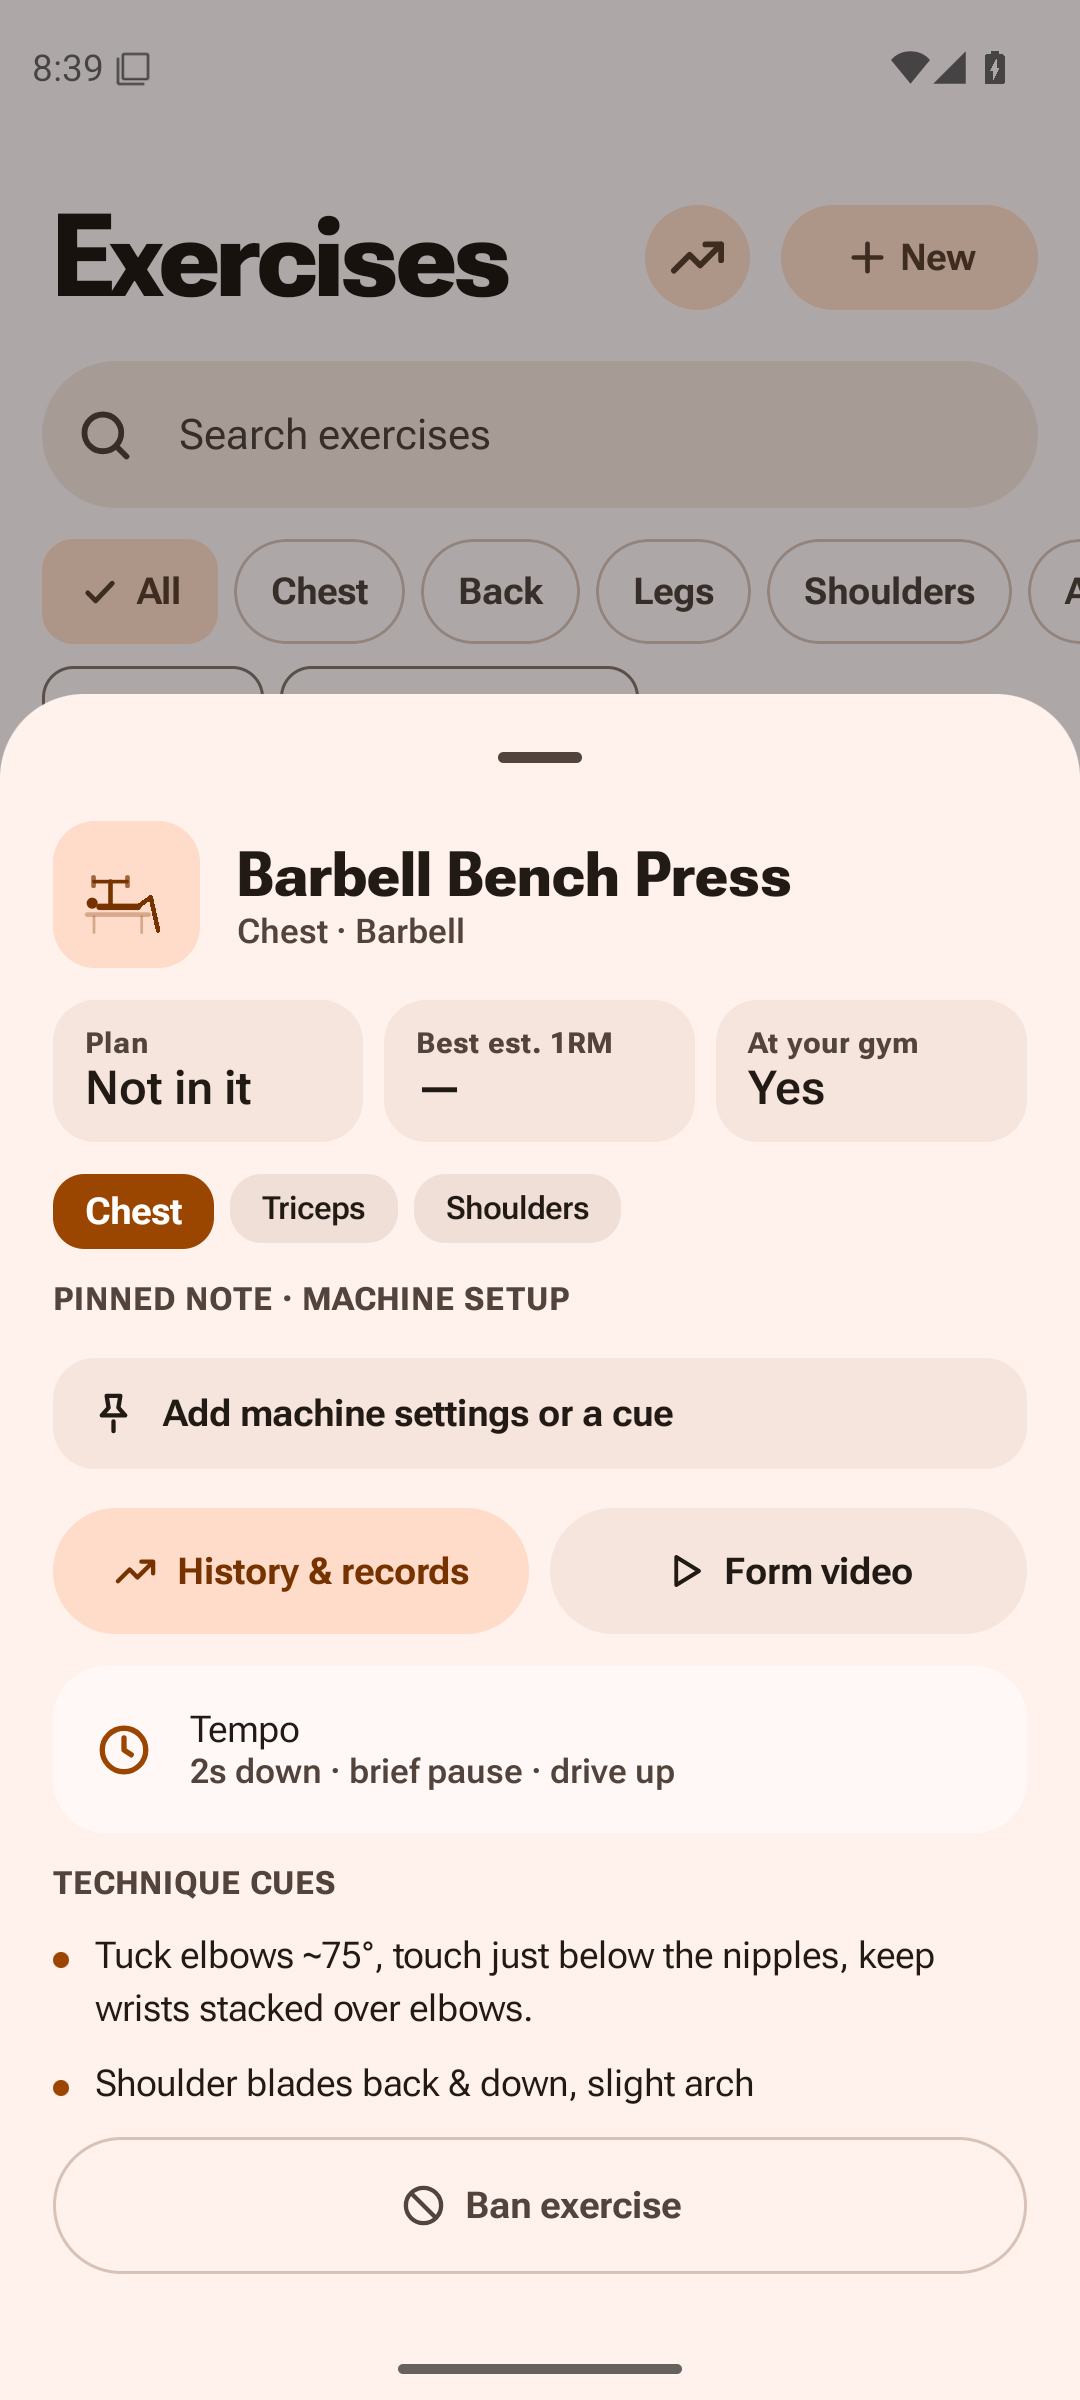 8:39
Exercises
New
Search exercises
All
Chest
Back
Legs
Shoulders
Barbell Bench Press
Chest · Barbell
Plan
Not in it
Best est. 1RM
—
At your gym
Yes
Chest
Triceps
Shoulders
PINNED NOTE · MACHINE SETUP
Add machine settings or a cue
History & records
Form video
Tempo
2s down · brief pause · drive up
TECHNIQUE CUES
Tuck elbows ~75°, touch just below the nipples, keep
wrists stacked over elbows.
Shoulder blades back & down, slight arch
Ban exercise